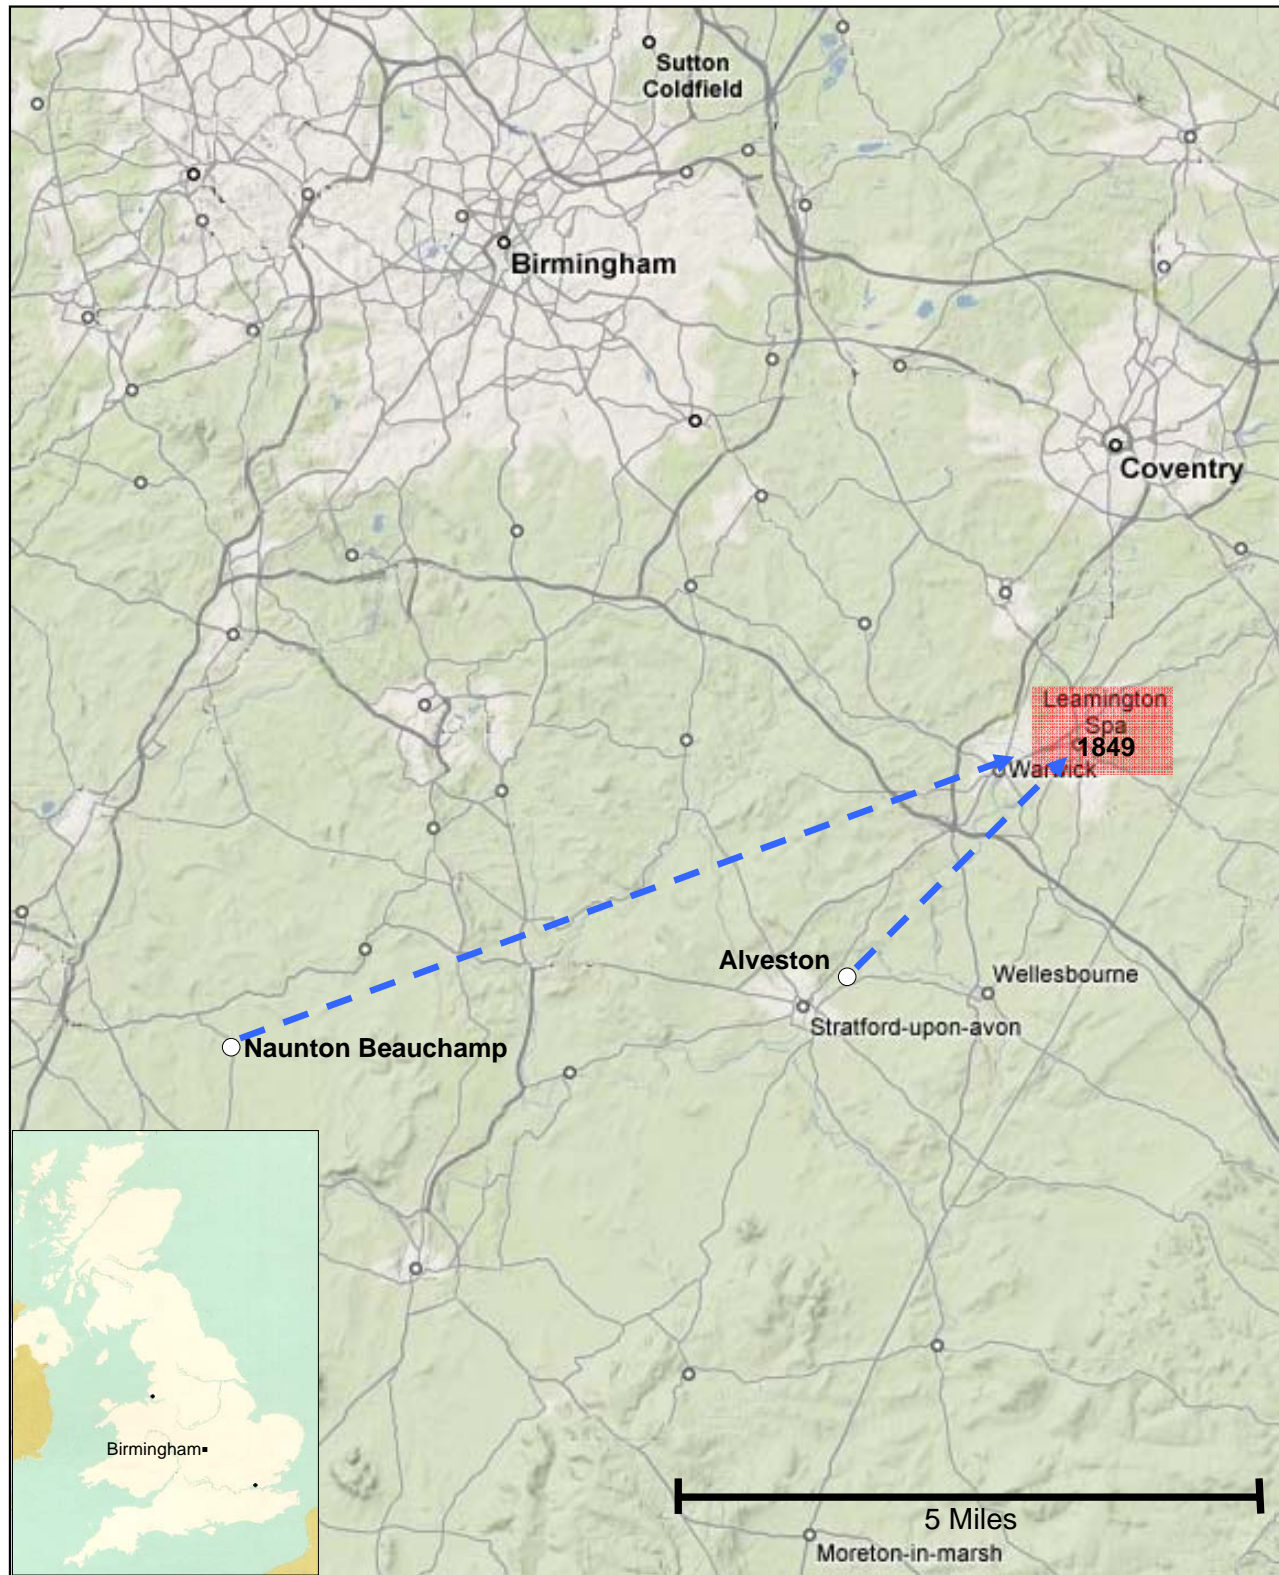 Sutton
Coldfield
Birmingham
Coventry
Leamington
Spa
1849
Warwick
Alveston
Wellesbourne
Stratford-upon-avon
Naunton Beauchamp
Birmingham
5 Miles
Moreton-in-marsh